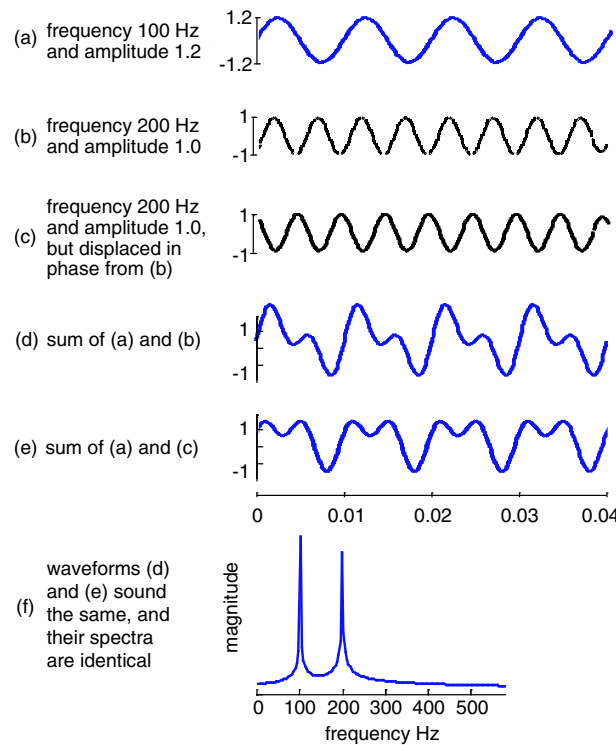 (a) frequency 100 Hz
and amplitude 1.2
1.2
-1.2
(b) frequency 200 Hz
and amplitude 1.0
1
-1
(c) frequency 200 Hz
and amplitude 1.0,
but displaced in
phase from (b)
1
-1
(d) sum of (a) and (b)
1
-1
(e) sum of (a) and (c)
1
-1
0 0.01 0.02 0.03 0.04
(f) waveforms (d)
and (e) sound
the same, and
their spectra
are identical
magnitude
0 100 200 300 400 500
frequency Hz